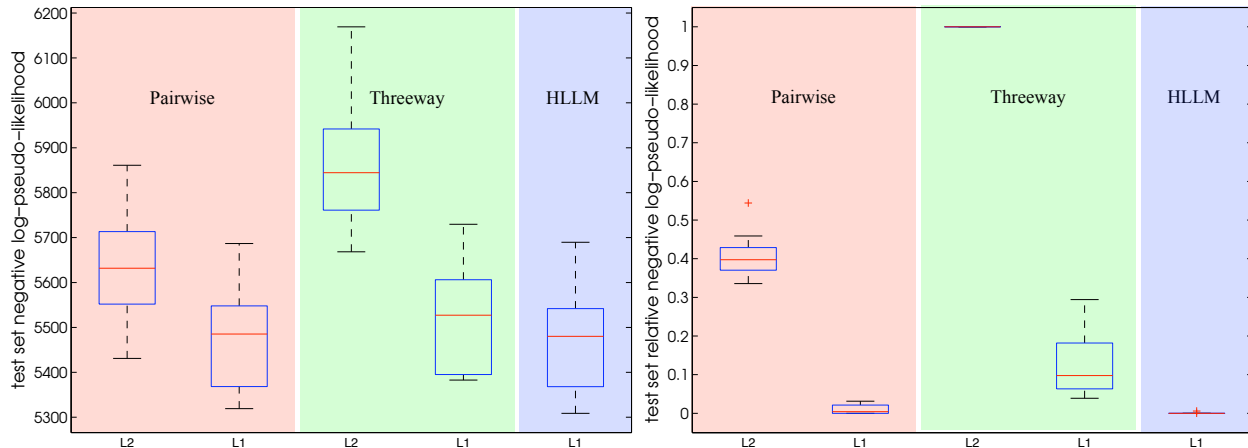 test set negative log-pseudo-likelihood
6200
6100
6000
5900
5800
5700
5600
5500
5400
5300
Pairwise
Threeway
HLLM
L2
L1
L2
L1
L1
test set relative negative log-pseudo-likelihood
1
0.9
0.8
0.7
0.6
0.5
0.4
0.3
0.2
0.1
0
Pairwise
Threeway
HLLM
L2
L1
L2
L1
L1